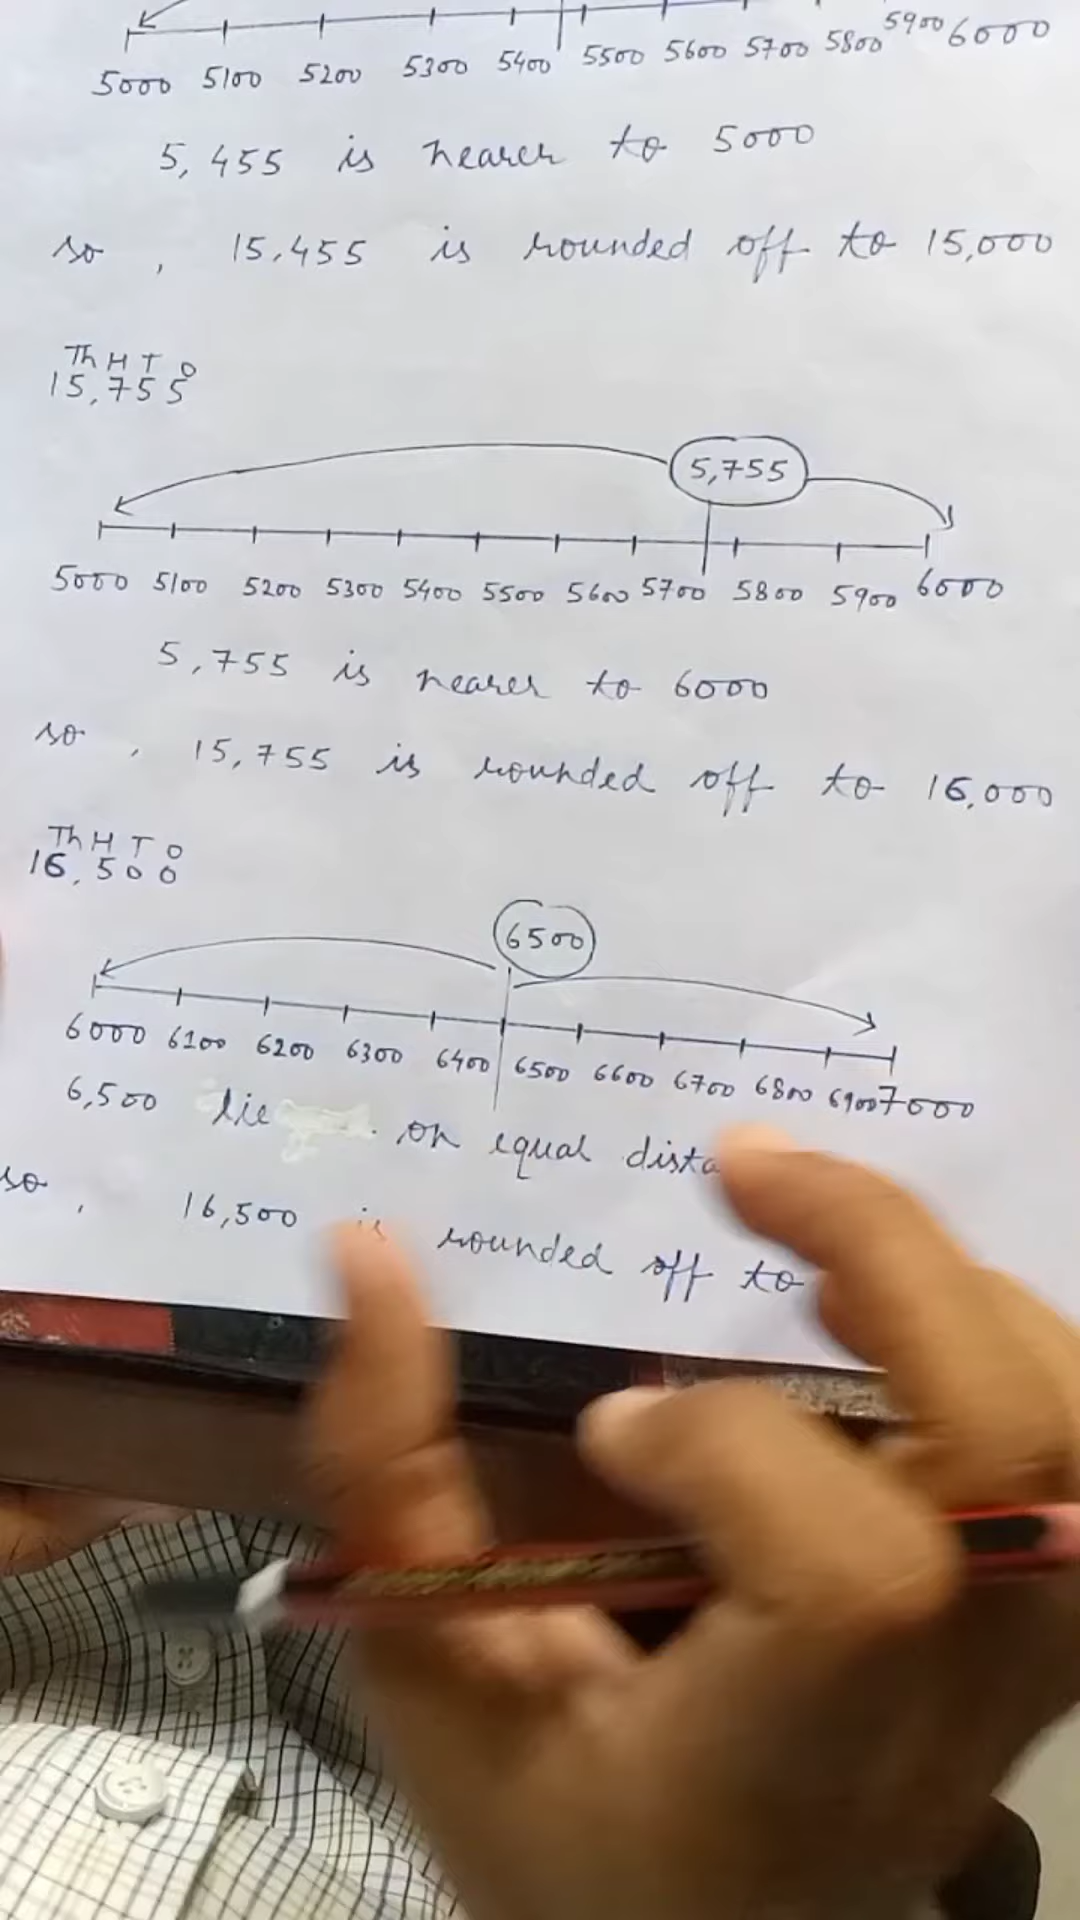 5000 5100 5200 5300 5400 5500 5600 5700 5800 5900 6000
5,455 is nearer to 5000
so, 15,455 is rounded off to 15,000
Th H T O
15,755
5,755
5000 5100 5200 5300 5400 5500 5600 5700 5800 5900 6000
5,755 is nearer to 6000
so, 15,755 is rounded off to 16,000
Th H T O
16,500
6500
6000 6100 6200 6300 6400 6500 6600 6700 6800 6900 7000
6,500 lie on equal dista
so, 16,500 is rounded off to